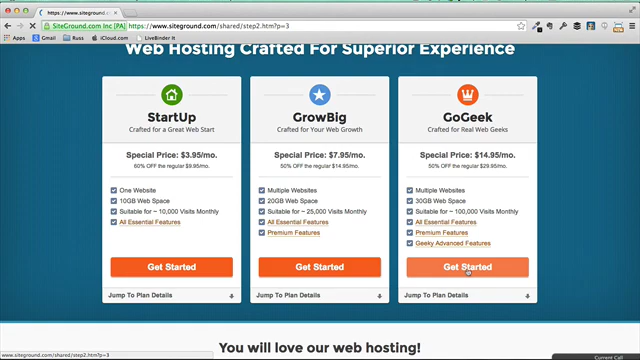 https://www.siteground....
SiteGround.com Inc [PA]
https://www.siteground.com/shared/step2.htm?p=3
Apple
Gmail
Russ
iCloud.com
LiveBinder It
Web Hosting Crafted For Superior Experience
StartUp
Crafted for a Great Web Start
Special Price: $3.95/mo.
60% OFF the regular $9.95/mo.
One Website
10GB Web Space
Suitable for ~ 10,000 Visits Monthly
All Essential Features
Get Started
Jump To Plan Details
GrowBig
Crafted for Your Web Growth
Special Price: $7.95/mo.
50% OFF the regular $14.95/mo.
Multiple Websites
20GB Web Space
Suitable for ~ 25,000 Visits Monthly
All Essential Features
Premium Features
Get Started
Jump To Plan Details
GoGeek
Crafted for Real Web Geeks
Special Price: $14.95/mo.
50% OFF the regular $29.95/mo.
Multiple Websites
30GB Web Space
Suitable for ~ 100,000 Visits Monthly
All Essential Features
Premium Features
Geeky Advanced Features
Get Started
Jump To Plan Details
You will love our web hosting!
www.siteground.com/shared/step2.htm?p=3
Current Call